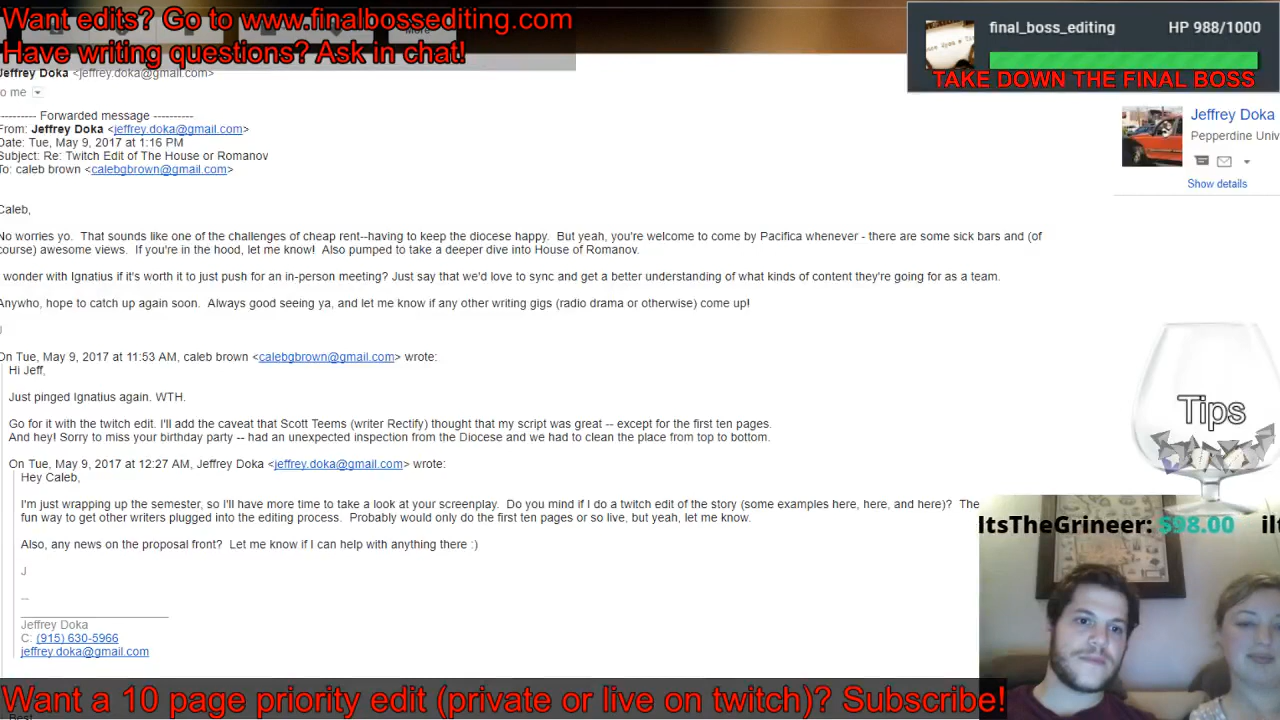 Want edits? Go to www.finalbossediting.com
Have writing questions? Ask in chat!
final_boss_editing HP 988/1000
TAKE DOWN THE FINAL BOSS
Jeffrey Doka <jeffrey.doka@gmail.com>
o me
---------- Forwarded message ----------
From: Jeffrey Doka <jeffrey.doka@gmail.com>
Date: Tue, May 9, 2017 at 1:16 PM
Subject: Re: Twitch Edit of The House or Romanov
To: caleb brown <calebgbrown@gmail.com>
Jeffrey Doka
Pepperdine Univ
Show details
Caleb,
No worries yo. That sounds like one of the challenges of cheap rent--having to keep the diocese happy. But yeah, you're welcome to come by Pacifica whenever - there are some sick bars and (of
course) awesome views. If you're in the hood, let me know! Also pumped to take a deeper dive into House of Romanov.
wonder with Ignatius if it's worth it to just push for an in-person meeting? Just say that we'd love to sync and get a better understanding of what kinds of content they're going for as a team.
Anywho, hope to catch up again soon. Always good seeing ya, and let me know if any other writing gigs (radio drama or otherwise) come up!
J
On Tue, May 9, 2017 at 11:53 AM, caleb brown <calebgbrown@gmail.com> wrote:
Hi Jeff,
Just pinged Ignatius again. WTH.
Go for it with the twitch edit. I'll add the caveat that Scott Teems (writer Rectify) thought that my script was great -- except for the first ten pages.
And hey! Sorry to miss your birthday party -- had an unexpected inspection from the Diocese and we had to clean the place from top to bottom.
On Tue, May 9, 2017 at 12:27 AM, Jeffrey Doka <jeffrey.doka@gmail.com> wrote:
Hey Caleb,
I'm just wrapping up the semester, so I'll have more time to take a look at your screenplay. Do you mind if I do a twitch edit of the story (some examples here, here, and here)? The
fun way to get other writers plugged into the editing process. Probably would only do the first ten pages or so live, but yeah, let me know.
Also, any news on the proposal front? Let me know if I can help with anything there :)
J
--
Jeffrey Doka
C: (915) 630-5966
jeffrey.doka@gmail.com
Tips
ItsTheGrineer: $98.00 iI
Want a 10 page priority edit (private or live on twitch)? Subscribe!
Best